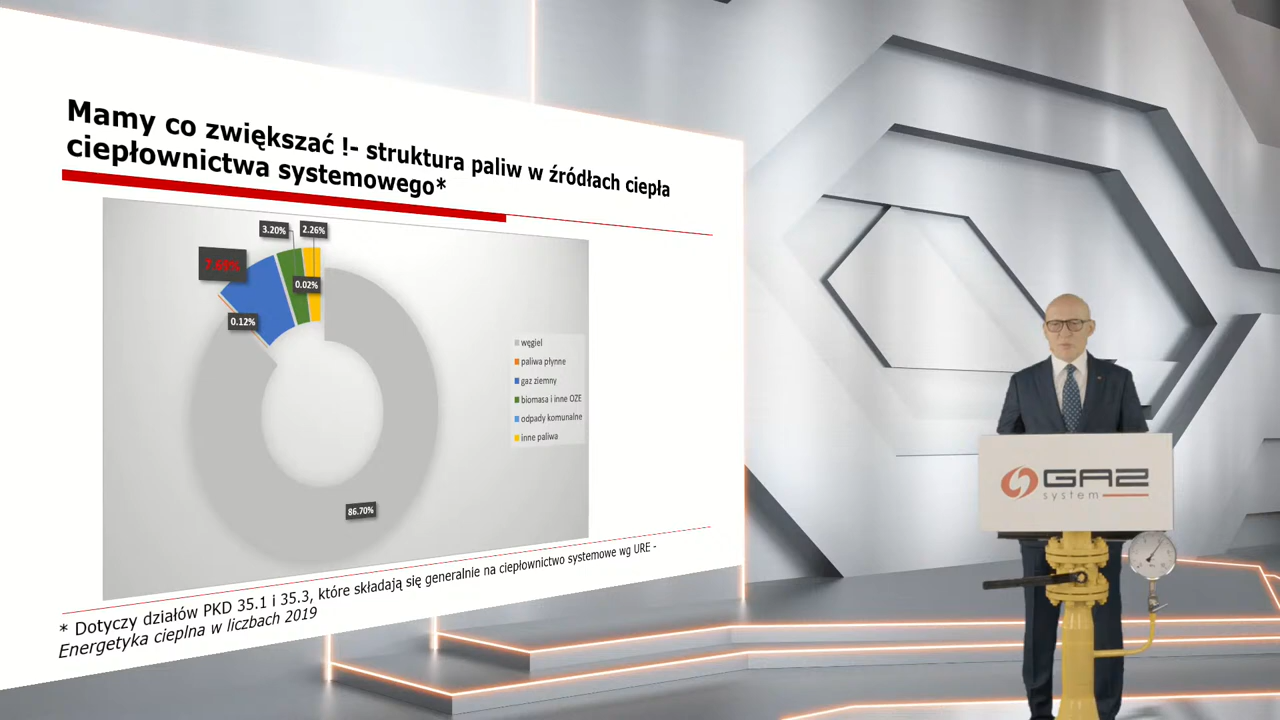 Mamy co zwiększać !- struktura paliw w źródłach ciepła
ciepłownictwa systemowego*
3.20%
2.26%
7.69%
0.02%
0.12%
86.70%
węgiel
paliwa płynne
gaz ziemny
biomasa i inne OZE
odpady komunalne
inne paliwa
* Dotyczy działów PKD 35.1 i 35.3, które składają się generalnie na ciepłownictwo systemowe wg URE -
Energetyka cieplna w liczbach 2019
GAZ
system